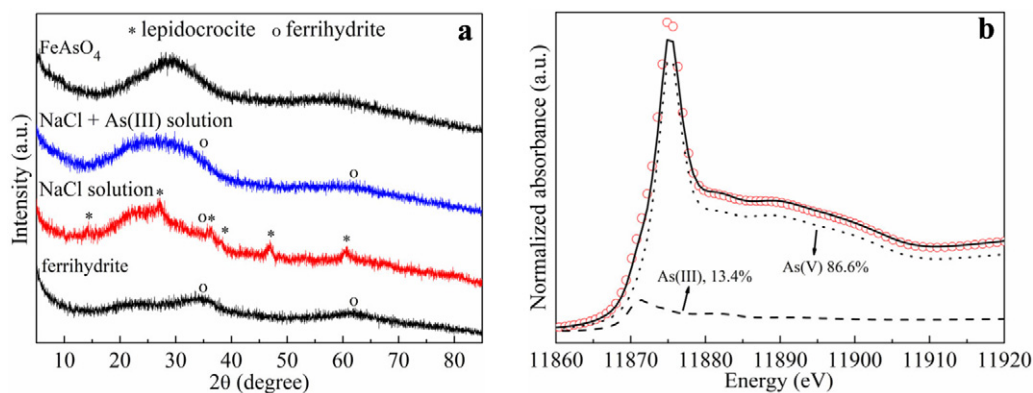 * lepidocrocite o ferrihydrite
a
FeAsO4
NaCl + As(III) solution
o
o
NaCl solution
*
*
o
*
*
*
*
ferrihydrite
o
o
Intensity (a.u.)
10 20 30 40 50 60 70 80
2θ (degree)
b
As(V) 86.6%
As(III), 13.4%
Normalized absorbance (a.u.)
11860 11870 11880 11890 11900 11910 11920
Energy (eV)